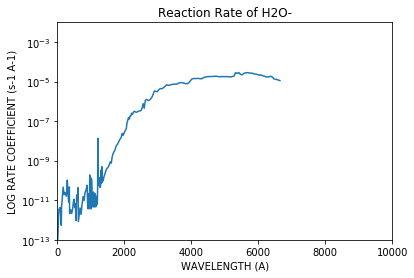 Reaction Rate of H2O-
LOG RATE COEFFICIENT (s-1 A-1)
10⁻³
10⁻⁵
10⁻⁷
10⁻⁹
10⁻¹¹
10⁻¹³
0 2000 4000 6000 8000 10000
WAVELENGTH (A)